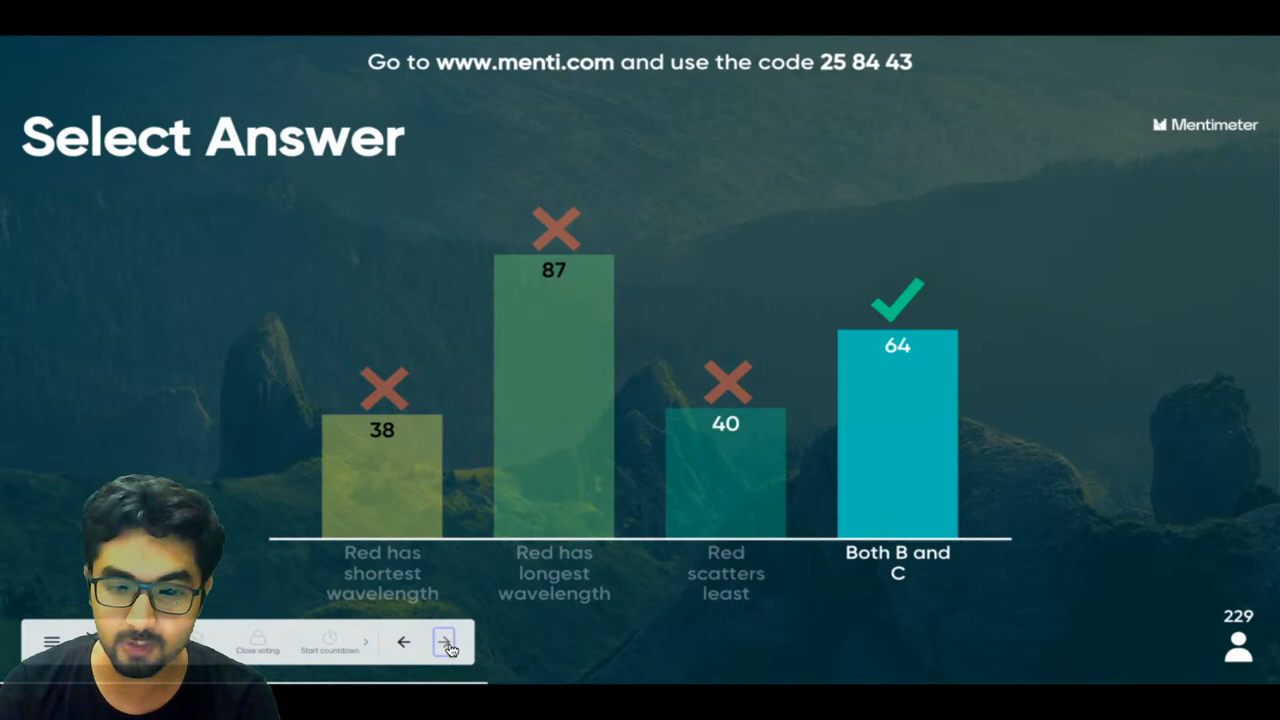 Go to www.menti.com and use the code 25 84 43
Select Answer
Mentimeter
87
64
38
40
Red has
shortest
wavelength
Red has
longest
wavelength
Red
scatters
least
Both B and
C
229
Close voting
Start countdown